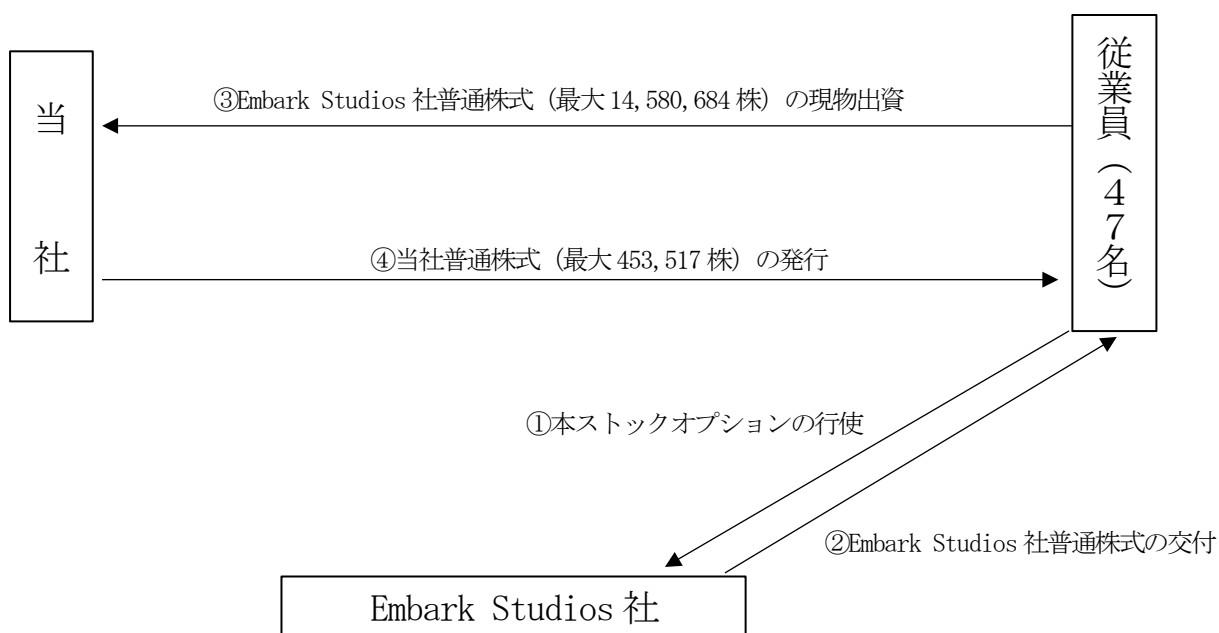 当社
従業員（４７名）
③Embark Studios 社普通株式（最大 14,580,684 株）の現物出資
④当社普通株式（最大 453,517 株）の発行
①本ストックオプションの行使
②Embark Studios 社普通株式の交付
Embark Studios 社